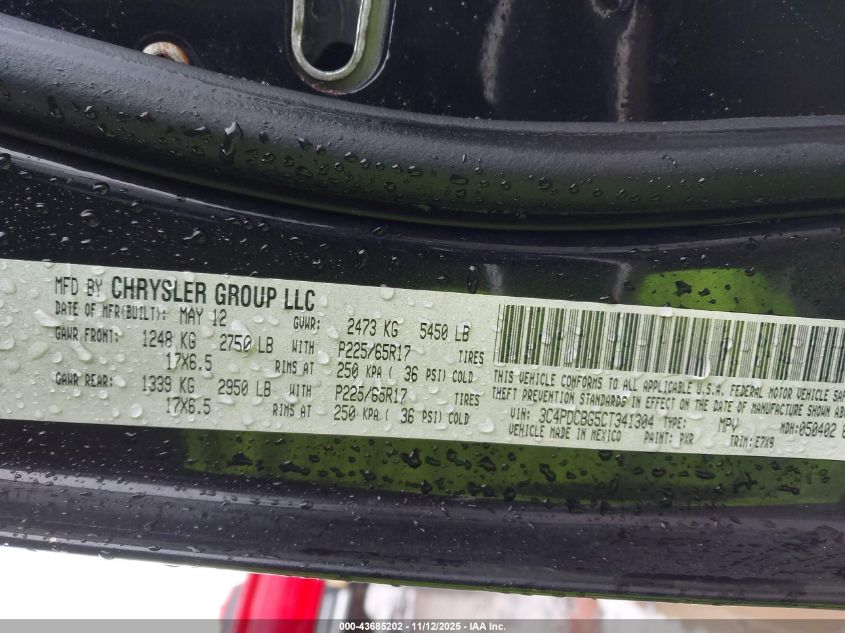 MFD BY CHRYSLER GROUP LLC
DATE OF MFR(BUILT): MAY 12 GVWR: 2473 KG 5450 LB
GAWR FRONT: 1248 KG 2750 LB WITH P225/65R17 TIRES
17X6.5 RIMS AT 250 KPA ( 36 PSI) COLD
GAWR REAR: 1339 KG 2950 LB WITH P225/65R17 TIRES
17X6.5 RIMS AT 250 KPA ( 36 PSI) COLD
THIS VEHICLE CONFORMS TO ALL APPLICABLE U.S.A. FEDERAL MOTOR VEHICLE
THEFT PREVENTION STANDARDS IN EFFECT ON THE DATE OF MANUFACTURE SHOWN
VIN: 3C4PDCBG5CT341304 TYPE: MPV MDH: 050402
VEHICLE MADE IN MEXICO PAINT: PXR TRIM: E7X9
000-43685202 - 11/12/2025 - IAA Inc.